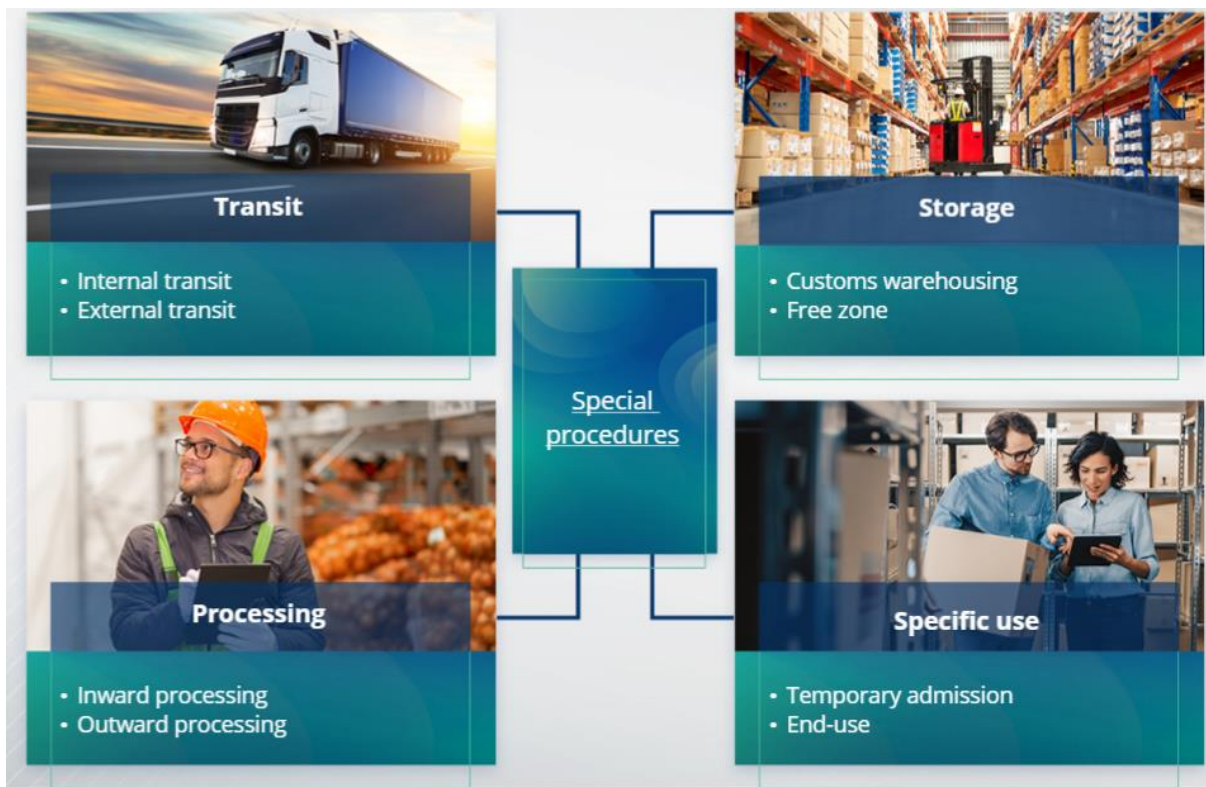 Transit
• Internal transit
• External transit
Storage
• Customs warehousing
• Free zone
Special
procedures
Processing
• Inward processing
• Outward processing
Specific use
• Temporary admission
• End-use